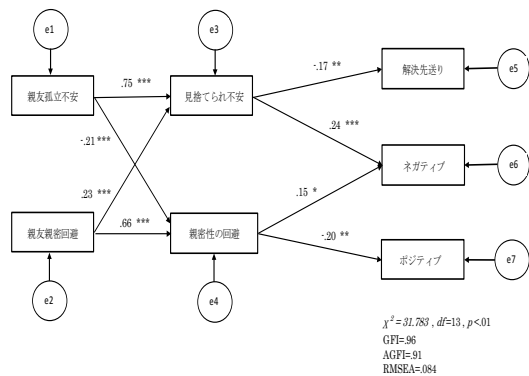 e1
e3
親友孤立不安
.75 ***
見捨てられ不安
-.17 **
解決先送り
e5
-.21 ***
.24 ***
ネガティブ
e6
.23 ***
.15 *
親友親密回避
.66 ***
親密性の回避
-.20 **
ポジティブ
e7
e2
e4
χ² = 31.783 , df=13 , p<.01
GFI=.96
AGFI=.91
RMSEA=.084